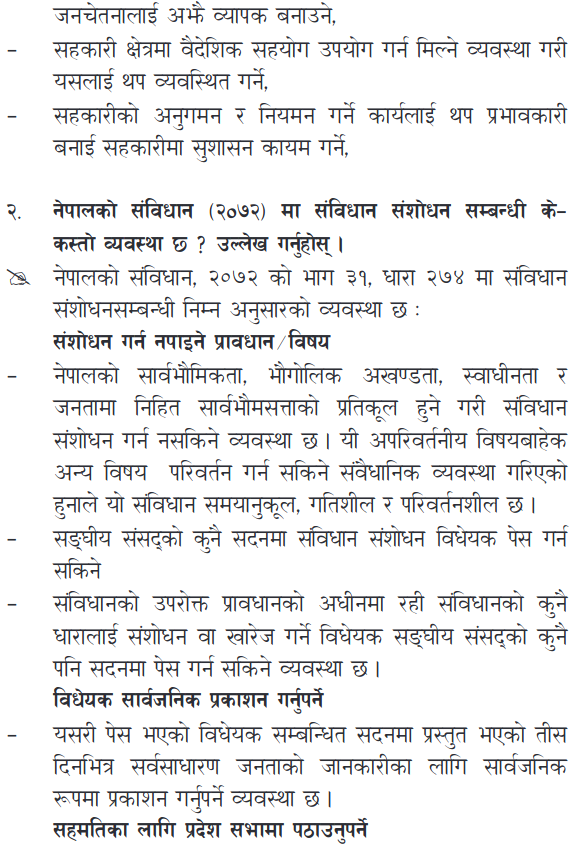 जनचेतनालाई अझै व्यापक बनाउने,
– सहकारी क्षेत्रमा वैदेशिक सहयोग उपयोग गर्न मिल्ने व्यवस्था गरी
यसलाई थप व्यवस्थित गर्ने,
– सहकारीको अनुगमन र नियमन गर्ने कार्यलाई थप प्रभावकारी
बनाई सहकारीमा सुशासन कायम गर्ने,
२. नेपालको संविधान (२०७२) मा संविधान संशोधन सम्बन्धी के–
कस्तो व्यवस्था छ ? उल्लेख गर्नुहोस् ।
✍ नेपालको संविधान, २०७२ को भाग ३१, धारा २७४ मा संविधान
संशोधनसम्बन्धी निम्न अनुसारको व्यवस्था छ :
संशोधन गर्न नपाइने प्रावधान/विषय
– नेपालको सार्वभौमिकता, भौगोलिक अखण्डता, स्वाधीनता र
जनतामा निहित सार्वभौमसत्ताको प्रतिकूल हुने गरी संविधान
संशोधन गर्न नसकिने व्यवस्था छ । यी अपरिवर्तनीय विषयबाहेक
अन्य विषय परिवर्तन गर्न सकिने संवैधानिक व्यवस्था गरिएको
हुनाले यो संविधान समयानुकूल, गतिशील र परिवर्तनशील छ ।
– सङ्घीय संसद्को कुनै सदनमा संविधान संशोधन विधेयक पेस गर्न
सकिने
– संविधानको उपरोक्त प्रावधानको अधीनमा रही संविधानको कुनै
धारालाई संशोधन वा खारेज गर्ने विधेयक सङ्घीय संसद्को कुनै
पनि सदनमा पेस गर्न सकिने व्यवस्था छ ।
विधेयक सार्वजनिक प्रकाशन गर्नुपर्ने
– यसरी पेस भएको विधेयक सम्बन्धित सदनमा प्रस्तुत भएको तीस
दिनभित्र सर्वसाधारण जनताको जानकारीका लागि सार्वजनिक
रूपमा प्रकाशन गर्नुपर्ने व्यवस्था छ ।
सहमतिका लागि प्रदेश सभामा पठाउनुपर्ने